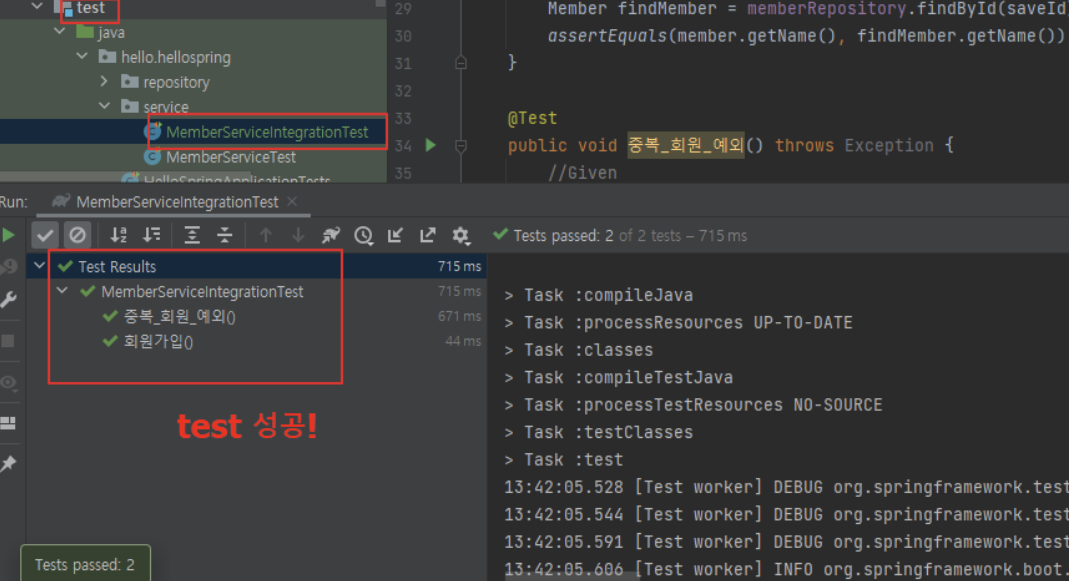 test
java
hello.hellospring
repository
service
MemberServiceIntegrationTest
MemberServiceTest
HelloSpringApplicationTests
29 Member findMember = memberRepository.findById(saveId
30 assertEquals(member.getName(), findMember.getName())
31 }
32
33 @Test
34 public void 중복_회원_예외() throws Exception {
35 //Given
Run: MemberServiceIntegrationTest ×
Tests passed: 2 of 2 tests – 715 ms
Test Results 715 ms
MemberServiceIntegrationTest 715 ms
중복_회원_예외() 671 ms
회원가입() 44 ms
test 성공!
> Task :compileJava
> Task :processResources UP-TO-DATE
> Task :classes
> Task :compileTestJava
> Task :processTestResources NO-SOURCE
> Task :testClasses
> Task :test
13:42:05.528 [Test worker] DEBUG org.springframework.test
13:42:05.544 [Test worker] DEBUG org.springframework.test
13:42:05.591 [Test worker] DEBUG org.springframework.test
13:42:05.606 [Test worker] INFO org.springframework.boot.
Tests passed: 2